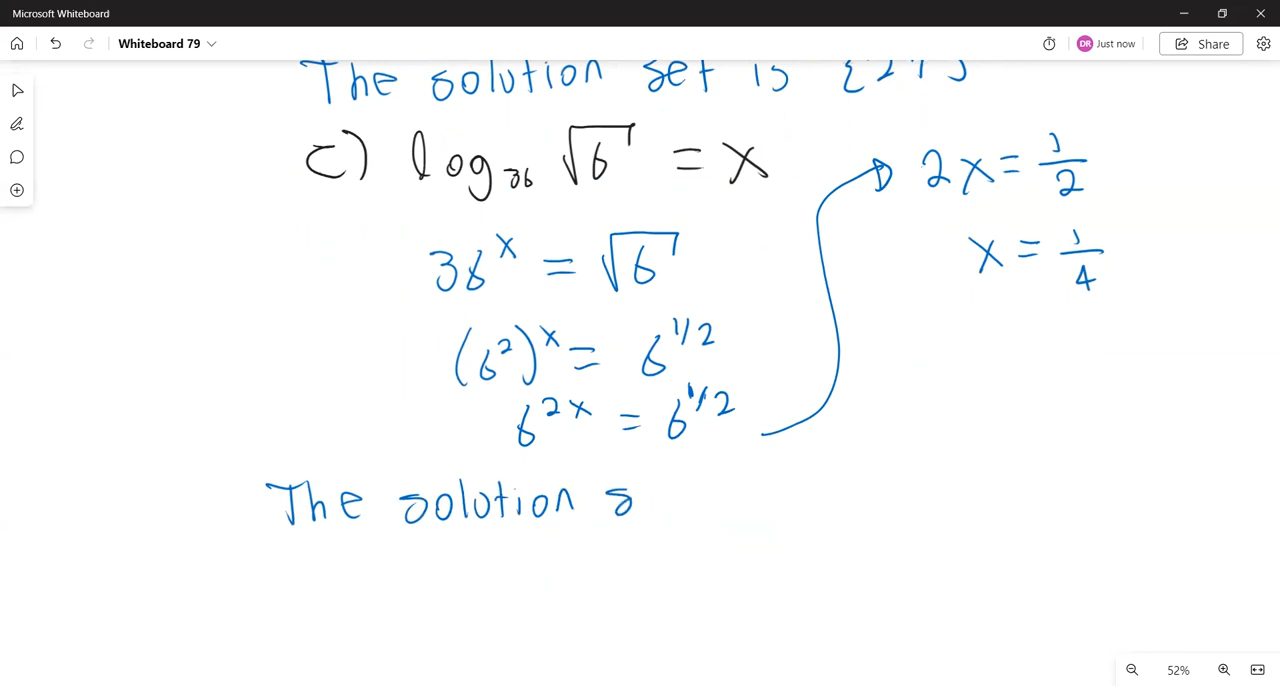 Microsoft Whiteboard
Whiteboard 79
DR Just now
Share
The solution set is
c) log₃₆ √6 = x
36^x = √6
(6²)^x = 6^1/2
6^2x = 6^1/2
2x = 1/2
x = 1/4
The solution s
52%